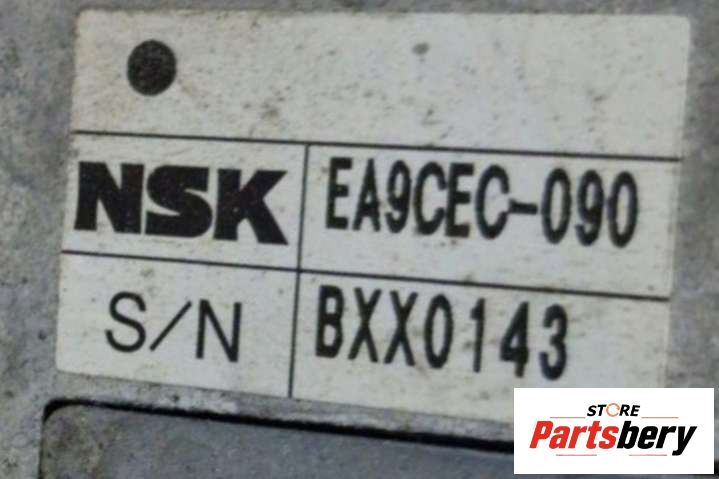 NSK EA9CEC-090
S/N BXX0143
STORE
Partsbery